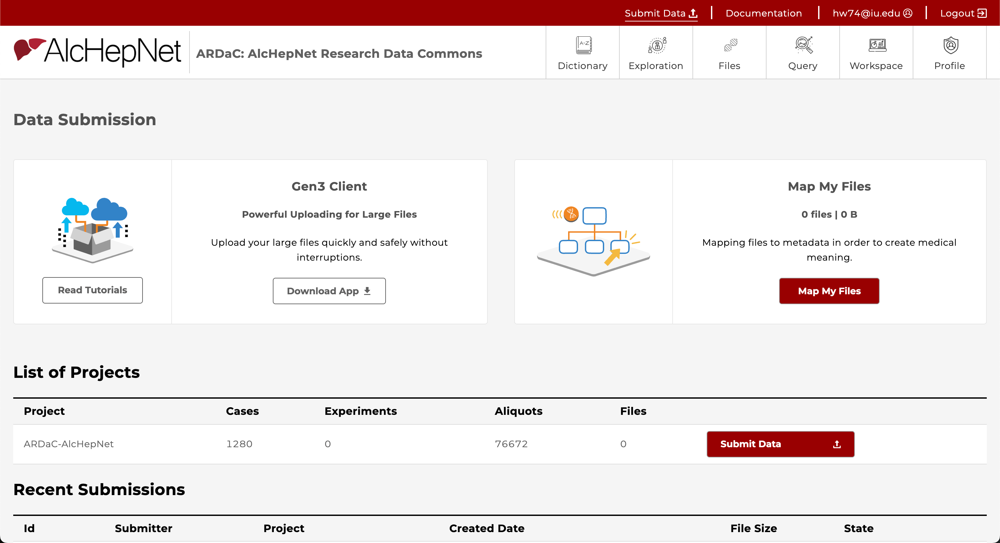 Submit Data
Documentation
hw74@iu.edu
Logout
AlcHepNet
ARDaC: AlcHepNet Research Data Commons
A-Z
Dictionary
Exploration
Files
Query
Workspace
Profile
Data Submission
Gen3 Client
Powerful Uploading for Large Files
Upload your large files quickly and safely without
interruptions.
Read Tutorials
Download App
Map My Files
0 files | 0 B
Mapping files to metadata in order to create medical
meaning.
Map My Files
List of Projects
Project Cases Experiments Aliquots Files
ARDaC-AlcHepNet 1280 0 76672 0 Submit Data
Recent Submissions
Id Submitter Project Created Date File Size State